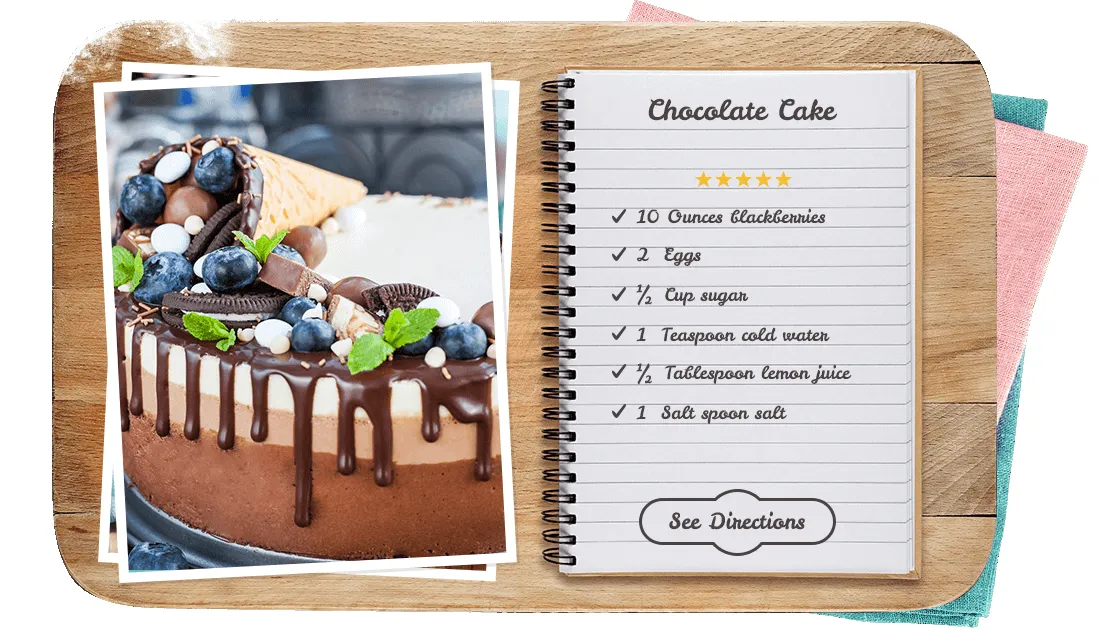 Chocolate Cake
✓ 10 Ounces blackberries
✓ 2 Eggs
✓ ½ Cup sugar
✓ 1 Teaspoon cold water
✓ ½ Tablespoon lemon juice
✓ 1 Salt spoon salt
See Directions